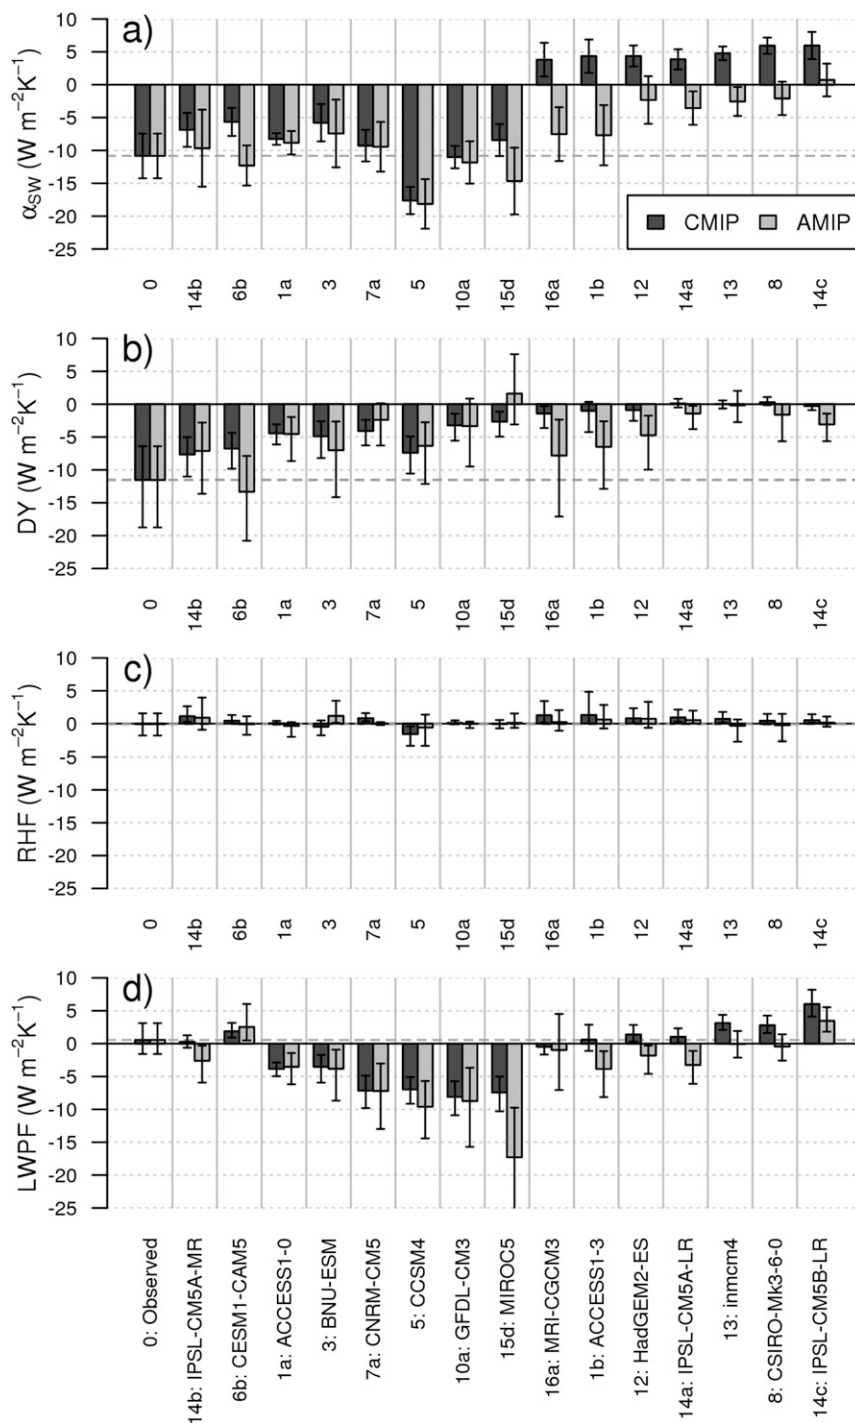 a)
α_SW (W m⁻²K⁻¹)
10
5
0
-5
-10
-15
-20
-25
CMIP AMIP
0 14b 6b 1a 3 7a 5 10a 15d 16a 1b 12 14a 13 8 14c
b)
DY (W m⁻²K⁻¹)
10
5
0
-5
-10
-15
-20
-25
0 14b 6b 1a 3 7a 5 10a 15d 16a 1b 12 14a 13 8 14c
c)
RHF (W m⁻²K⁻¹)
10
5
0
-5
-10
-15
-20
-25
0 14b 6b 1a 3 7a 5 10a 15d 16a 1b 12 14a 13 8 14c
d)
LWPF (W m⁻²K⁻¹)
10
5
0
-5
-10
-15
-20
-25
0: Observed
14b: IPSL-CM5A-MR
6b: CESM1-CAM5
1a: ACCESS1-0
3: BNU-ESM
7a: CNRM-CM5
5: CCSM4
10a: GFDL-CM3
15d: MIROC5
16a: MRI-CGCM3
1b: ACCESS1-3
12: HadGEM2-ES
14a: IPSL-CM5A-LR
13: inmcm4
8: CSIRO-Mk3-6-0
14c: IPSL-CM5B-LR